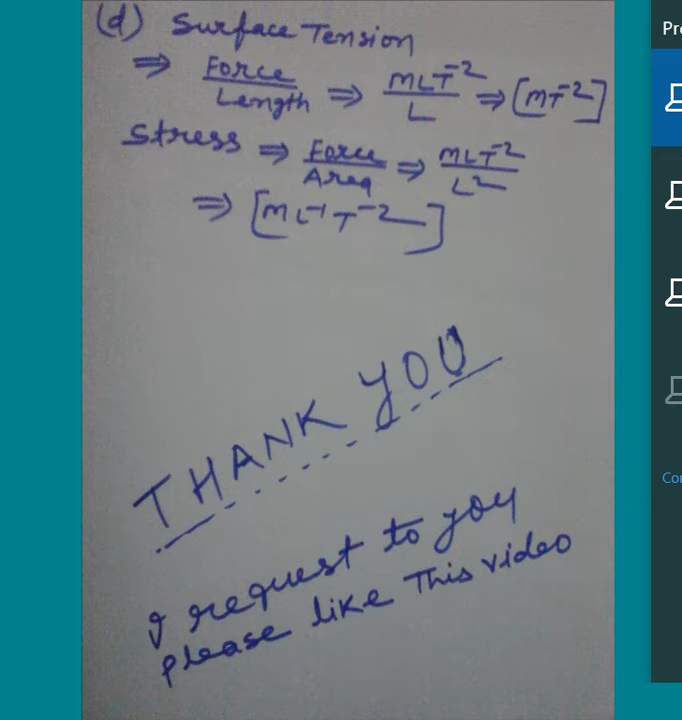 (d) Surface Tension
⇒ Force/Length ⇒ MLT⁻²/L ⇒ [MT⁻²]
Stress ⇒ Force/Area ⇒ MLT⁻²/L²
⇒ [ML⁻¹T⁻²]
THANK YOU
I request to you
please like This video
Pro
Con